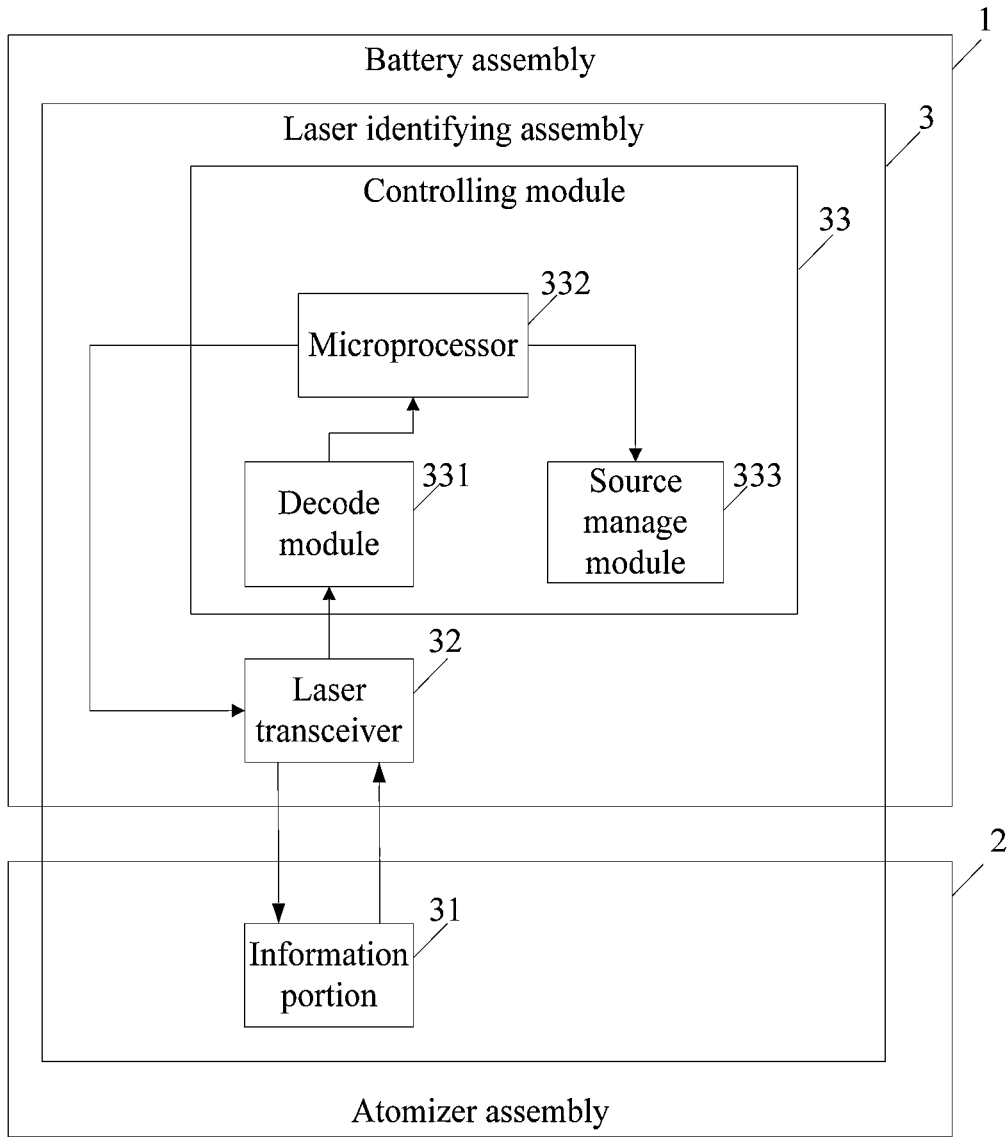 1
Battery assembly
3
Laser identifying assembly
Controlling module
33
332
Microprocessor
331
333
Decode
module
Source
manage
module
32
Laser
transceiver
2
31
Information
portion
Atomizer assembly